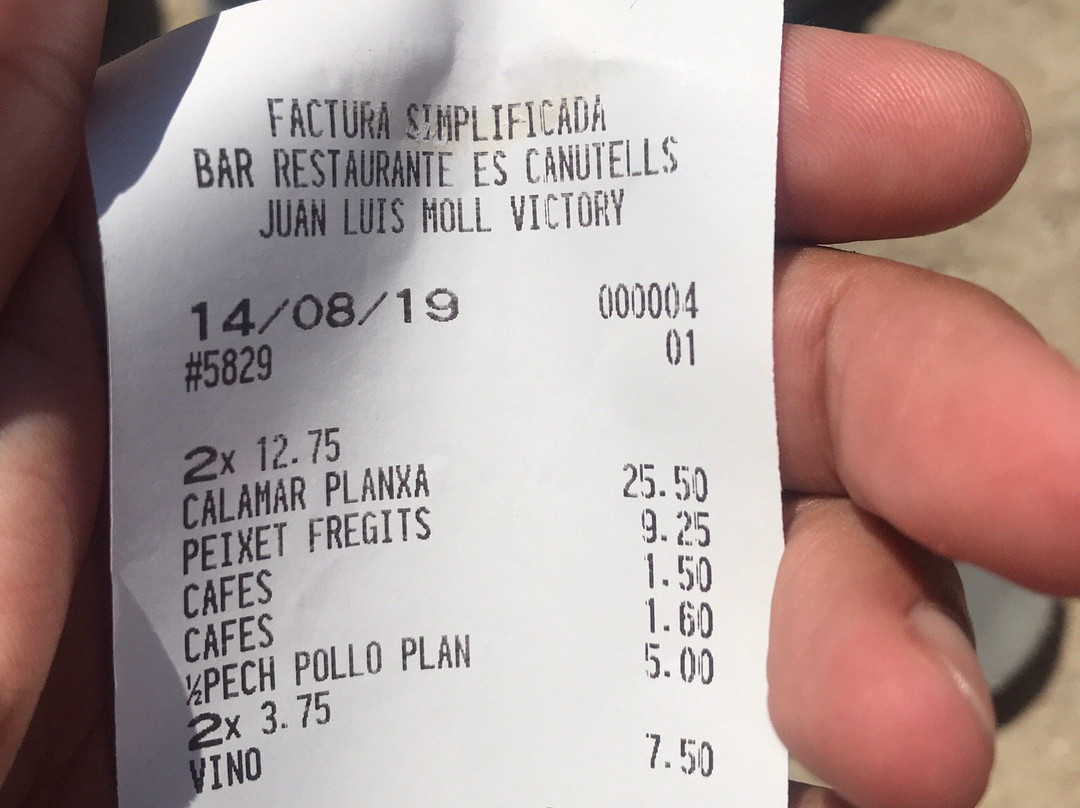 FACTURA SIMPLIFICADA
BAR RESTAURANTE ES CANUTELLS
JUAN LUIS MOLL VICTORY
14/08/19 000004
#5829 01
2x 12.75
CALAMAR PLANXA 25.50
PEIXET FREGITS 9.25
CAFES 1.50
CAFES 1.60
½PECH POLLO PLAN 5.00
2x 3.75
VINO 7.50